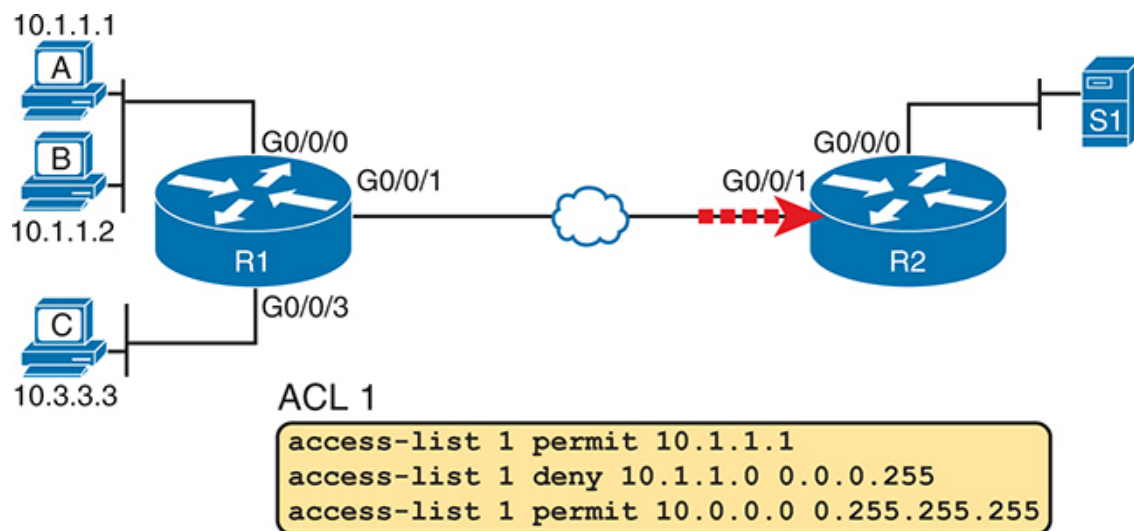 10.1.1.1
A
B
10.1.1.2
C
10.3.3.3
G0/0/0
G0/0/1
R1
G0/0/3
G0/0/0
G0/0/1
R2
S1
ACL 1
access-list 1 permit 10.1.1.1
access-list 1 deny 10.1.1.0 0.0.0.255
access-list 1 permit 10.0.0.0 0.255.255.255